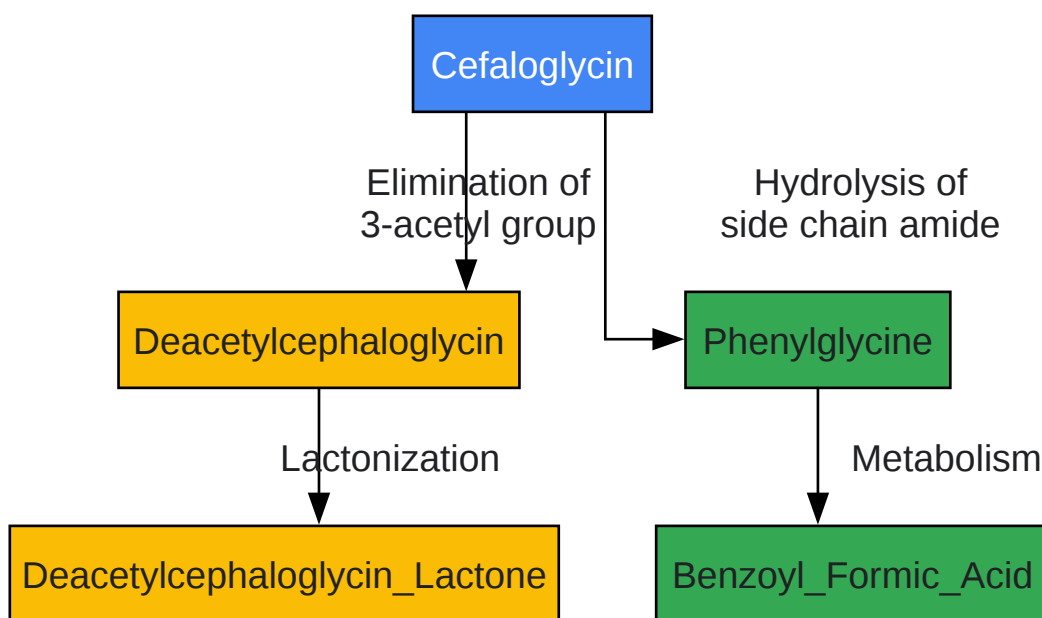 Cefaloglycin
Elimination of
3-acetyl group
Hydrolysis of
side chain amide
Deacetylcephaloglycin
Phenylglycine
Lactonization
Metabolism
Deacetylcephaloglycin_Lactone
Benzoyl_Formic_Acid